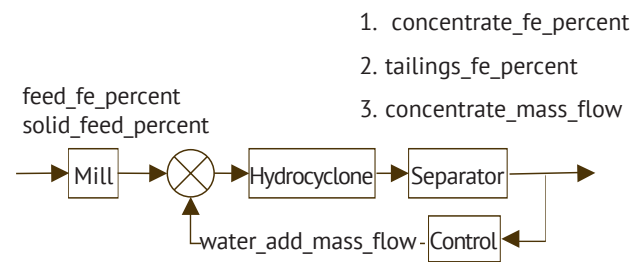 1. concentrate_fe_percent
2. tailings_fe_percent
3. concentrate_mass_flow
feed_fe_percent
solid_feed_percent
Mill
Hydrocyclone
Separator
water_add_mass_flow
Control